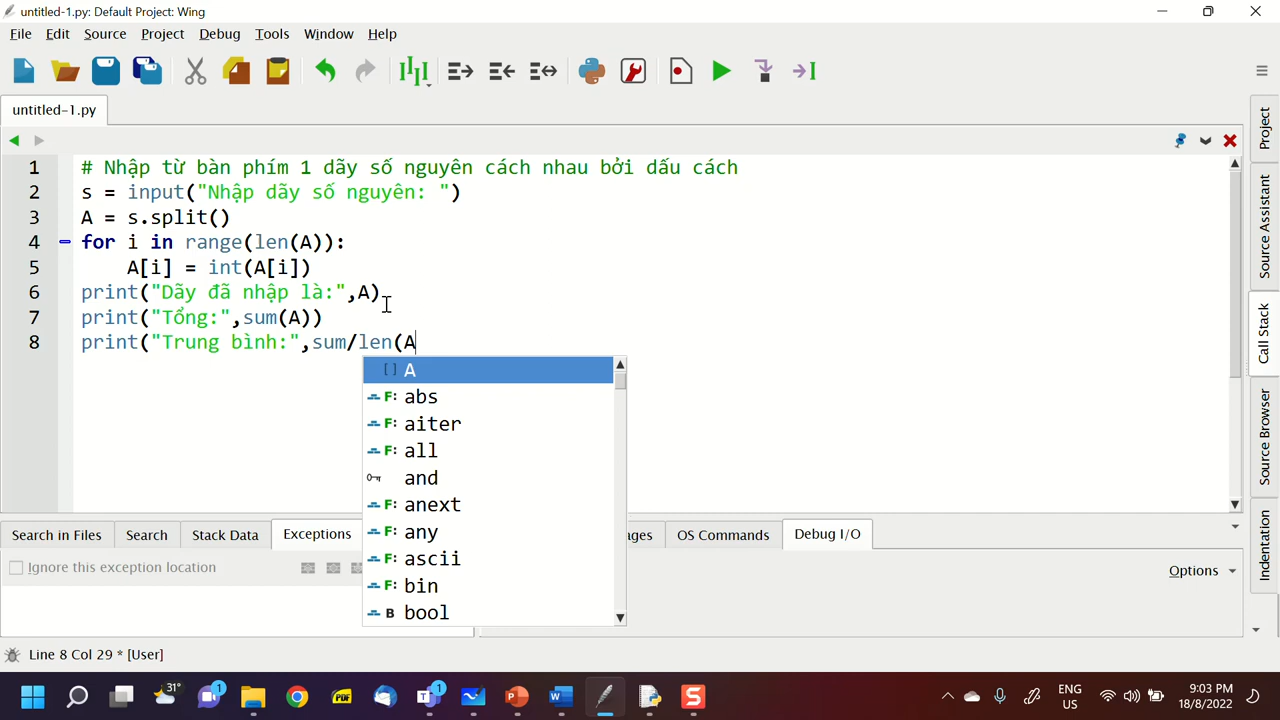 untitled-1.py: Default Project: Wing
File Edit Source Project Debug Tools Window Help
untitled-1.py
1 # Nhập từ bàn phím 1 dãy số nguyên cách nhau bởi dấu cách
2 s = input("Nhập dãy số nguyên: ")
3 A = s.split()
4 for i in range(len(A)):
5 A[i] = int(A[i])
6 print("Dãy đã nhập là:",A)
7 print("Tổng:",sum(A))
8 print("Trung bình:",sum/len(A
[] A
F: abs
F: aiter
F: all
and
F: anext
F: any
F: ascii
F: bin
B bool
Project
Source Assistant
Call Stack
Source Browser
Indentation
Search in Files Search Stack Data Exceptions ages OS Commands Debug I/O
Ignore this exception location
Options
Line 8 Col 29 * [User]
31° 1 PDF 1 ENG US 9:03 PM 18/8/2022